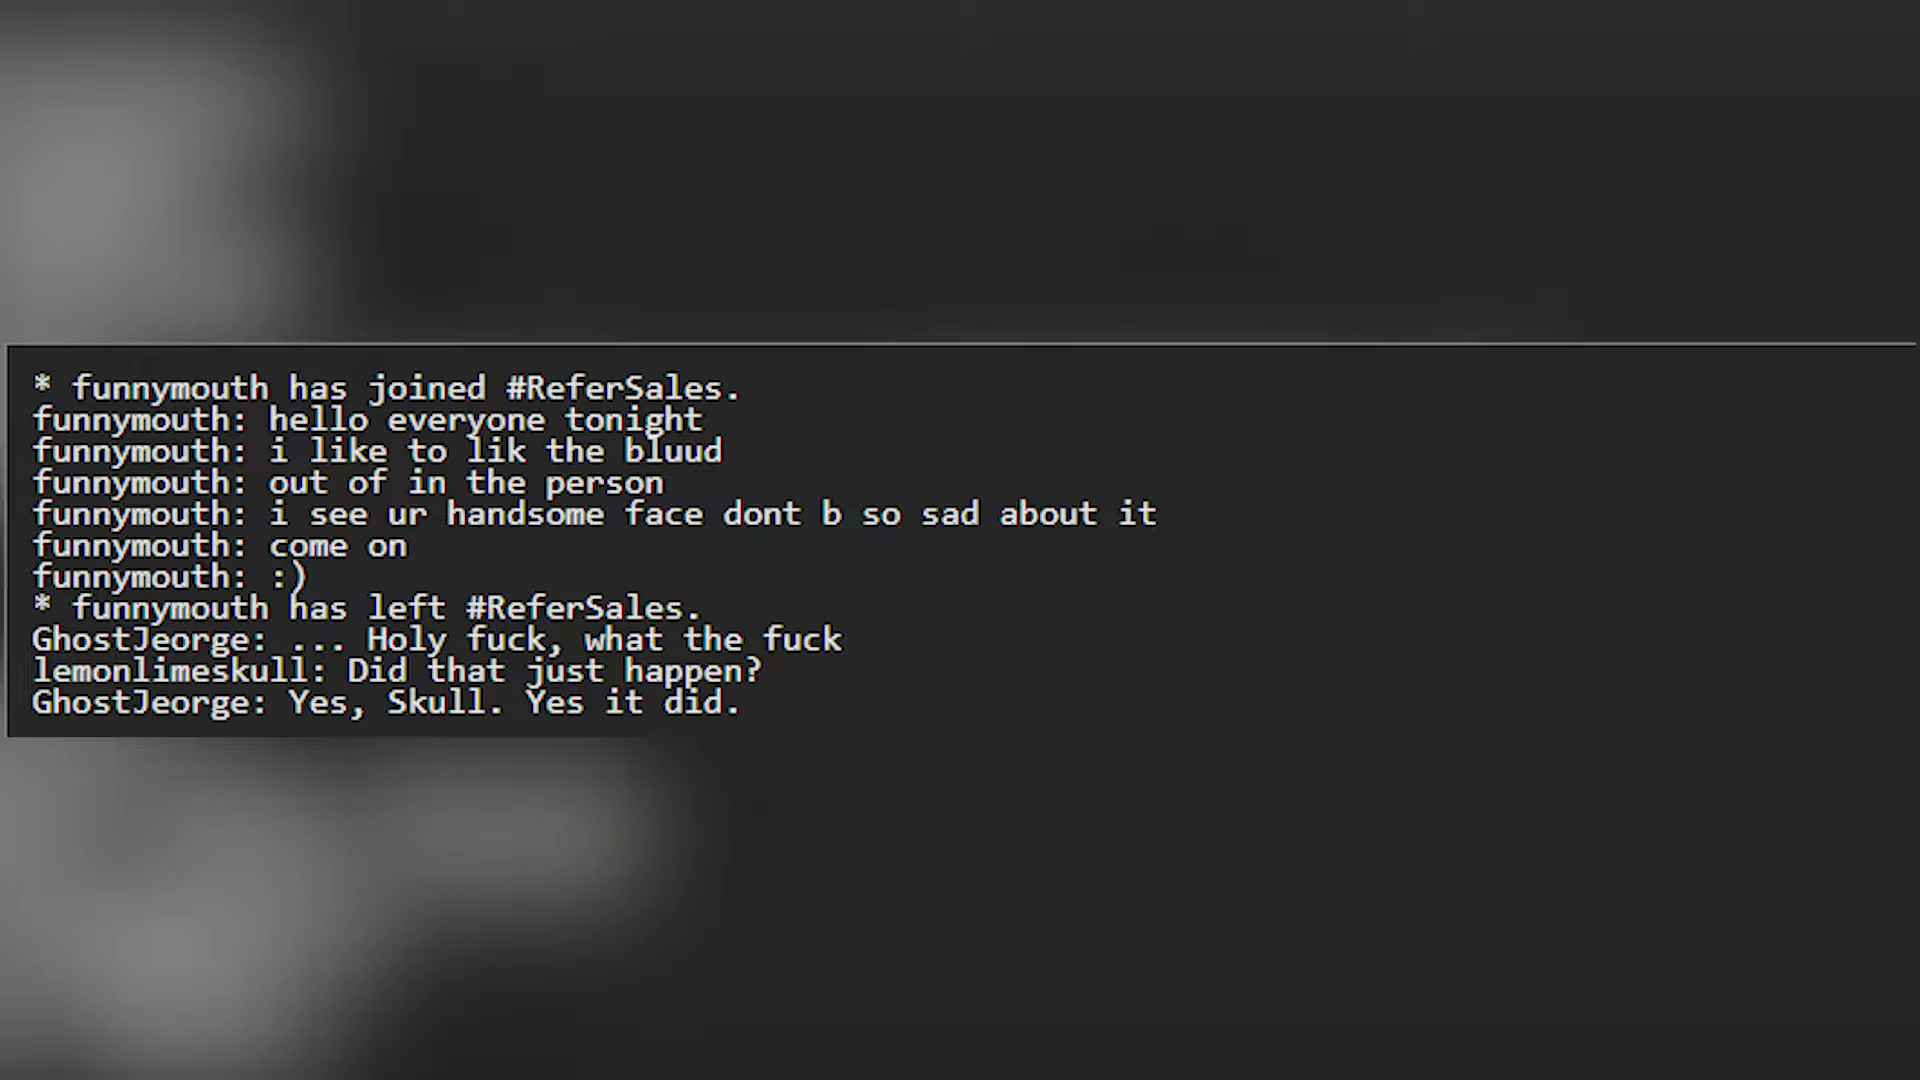 * funnymouth has joined #ReferSales.
funnymouth: hello everyone tonight
funnymouth: i like to lik the bluud
funnymouth: out of in the person
funnymouth: i see ur handsome face dont b so sad about it
funnymouth: come on
funnymouth: :)
* funnymouth has left #ReferSales.
GhostJeorge: ... Holy fuck, what the fuck
lemonlimeskull: Did that just happen?
GhostJeorge: Yes, Skull. Yes it did.